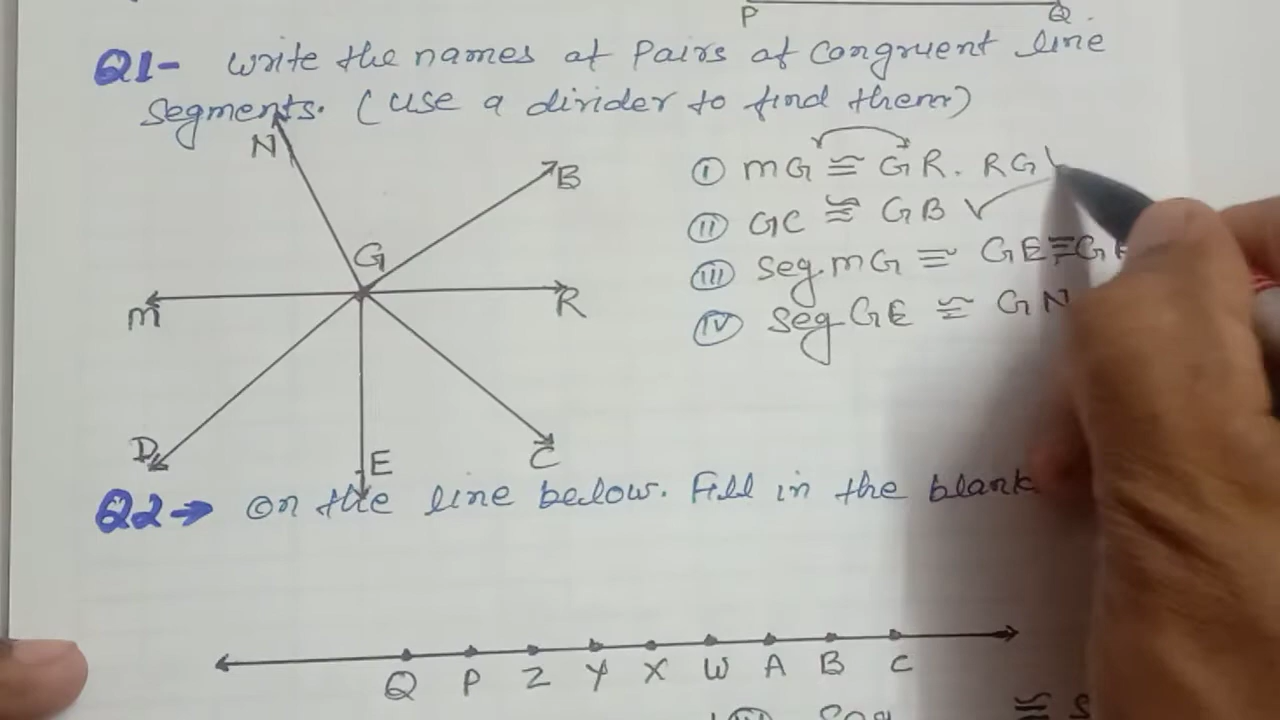 P Q.
Q1- Write the names of Pairs of Congruent line
Segments. (Use a divider to find them)
N
B
G
M
R
D
E
C
(I) mG ≅ GR. RG
(II) GC ≅ GB ✓
(III) seg.mG ≅ GE ≅ G
(IV) seg GE ≅ GN
Q2→ On the line below. Fill in the blank
Q P Z Y X W A B C
≅ S